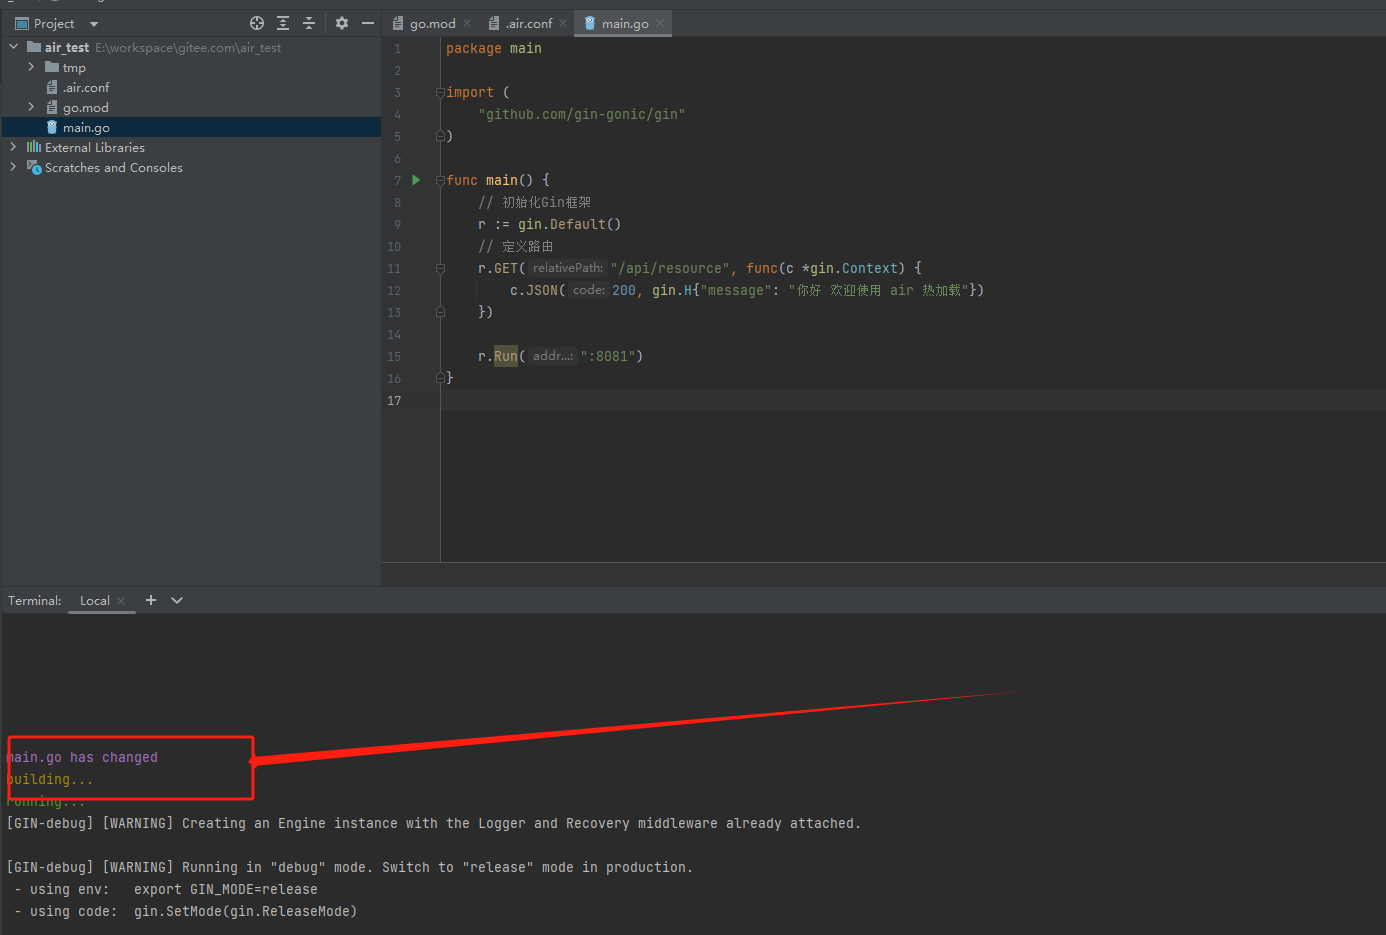 Project
go.mod
.air.conf
main.go
air_test E:\workspace\gitee.com\air_test
tmp
.air.conf
go.mod
main.go
External Libraries
Scratches and Consoles
1 package main
2
3 import (
4 "github.com/gin-gonic/gin"
5 )
6
7 func main() {
8 // 初始化Gin框架
9 r := gin.Default()
10 // 定义路由
11 r.GET( relativePath: "/api/resource", func(c *gin.Context) {
12 c.JSON( code: 200, gin.H{"message": "你好 欢迎使用 air 热加载"})
13 })
14
15 r.Run( addr...: ":8081")
16 }
17
Terminal: Local
main.go has changed
building...
running...
[GIN-debug] [WARNING] Creating an Engine instance with the Logger and Recovery middleware already attached.
[GIN-debug] [WARNING] Running in "debug" mode. Switch to "release" mode in production.
- using env: export GIN_MODE=release
- using code: gin.SetMode(gin.ReleaseMode)